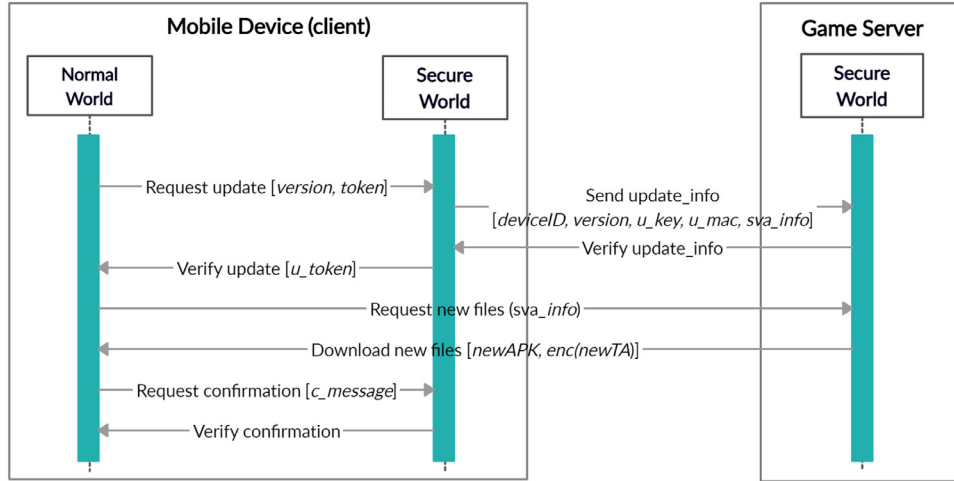 Mobile Device (client)
Game Server
Normal
World
Secure
World
Secure
World
Request update [version, token]
Send update_info
[deviceID, version, u_key, u_mac, sva_info]
Verify update_info
Verify update [u_token]
Request new files (sva_info)
Download new files [newAPK, enc(newTA)]
Request confirmation [c_message]
Verify confirmation